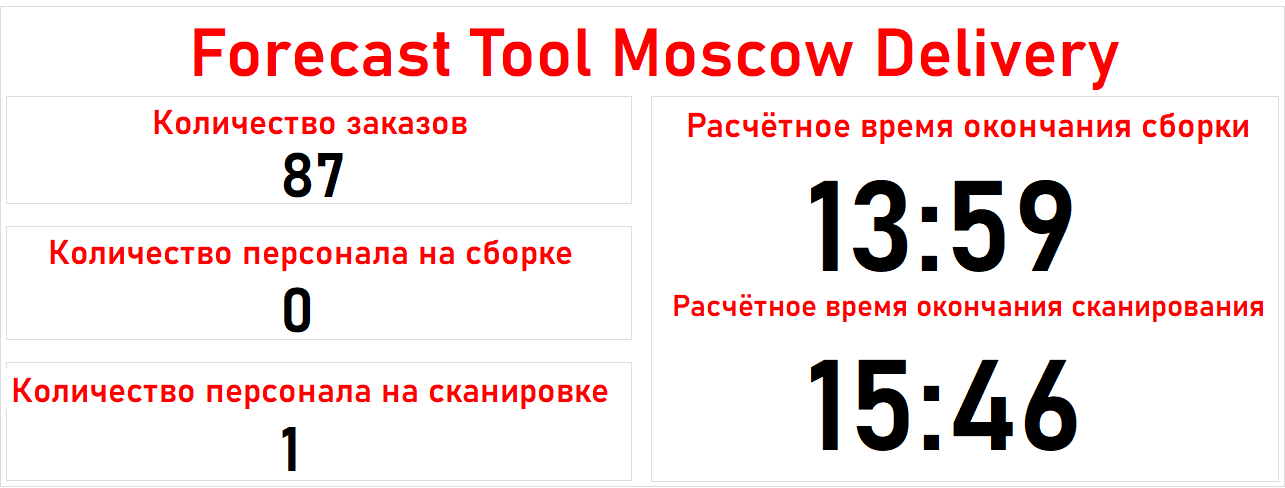 Forecast Tool Moscow Delivery
Количество заказов
87
Количество персонала на сборке
0
Количество персонала на сканировке
1
Расчётное время окончания сборки
13:59
Расчётное время окончания сканирования
15:46